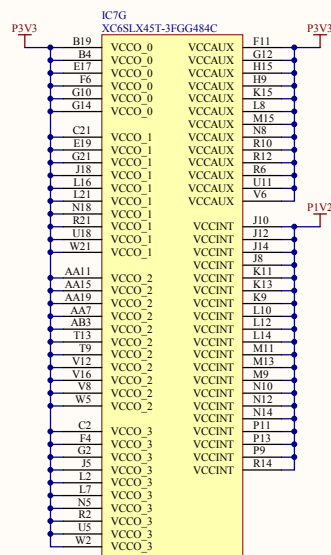 IC7G
P3V3 XC6SLX45T-3FGG484C P3V3
B19 VCCO_0 VCCAUX F11
B4 VCCO_0 VCCAUX G12
E17 VCCO_0 VCCAUX H15
F6 VCCO_0 VCCAUX H9
G10 VCCO_0 VCCAUX K15
G14 VCCO_0 VCCAUX L8
VCCAUX M15
C21 VCCO_1 VCCAUX N8
E19 VCCO_1 VCCAUX R10
G21 VCCO_1 VCCAUX R12
J18 VCCO_1 VCCAUX R6
L16 VCCO_1 VCCAUX U11
L21 VCCO_1 VCCAUX V6
N18 VCCO_1 P1V2
R21 VCCO_1 VCCINT J10
U18 VCCO_1 VCCINT J12
W21 VCCO_1 VCCINT J14
VCCINT J8
AA11 VCCO_2 VCCINT K11
AA15 VCCO_2 VCCINT K13
AA19 VCCO_2 VCCINT K9
AA7 VCCO_2 VCCINT L10
AB3 VCCO_2 VCCINT L12
T13 VCCO_2 VCCINT L14
T9 VCCO_2 VCCINT M11
V12 VCCO_2 VCCINT M13
V16 VCCO_2 VCCINT M9
V8 VCCO_2 VCCINT N10
W5 VCCO_2 VCCINT N12
VCCINT N14
C2 VCCO_3 VCCINT P11
F4 VCCO_3 VCCINT P13
G2 VCCO_3 VCCINT P9
J5 VCCO_3 VCCINT R14
L2 VCCO_3
L7 VCCO_3
N5 VCCO_3
R2 VCCO_3
U5 VCCO_3
W2 VCCO_3